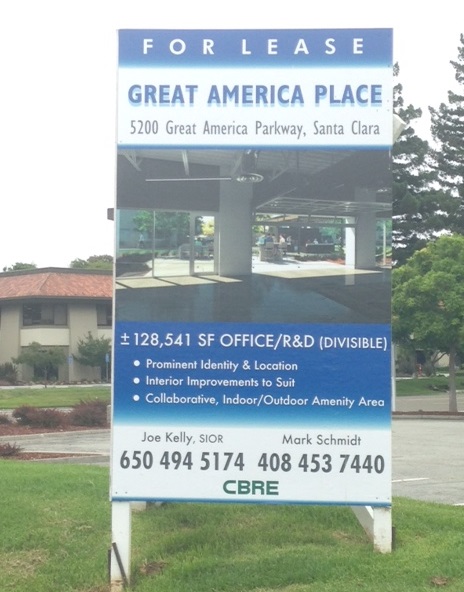 FOR LEASE
GREAT AMERICA PLACE
5200 Great America Parkway, Santa Clara
±128,541 SF OFFICE/R&D (DIVISIBLE)
• Prominent Identity & Location
• Interior Improvements to Suit
• Collaborative, Indoor/Outdoor Amenity Area
Joe Kelly, SIOR Mark Schmidt
650 494 5174 408 453 7440
CBRE